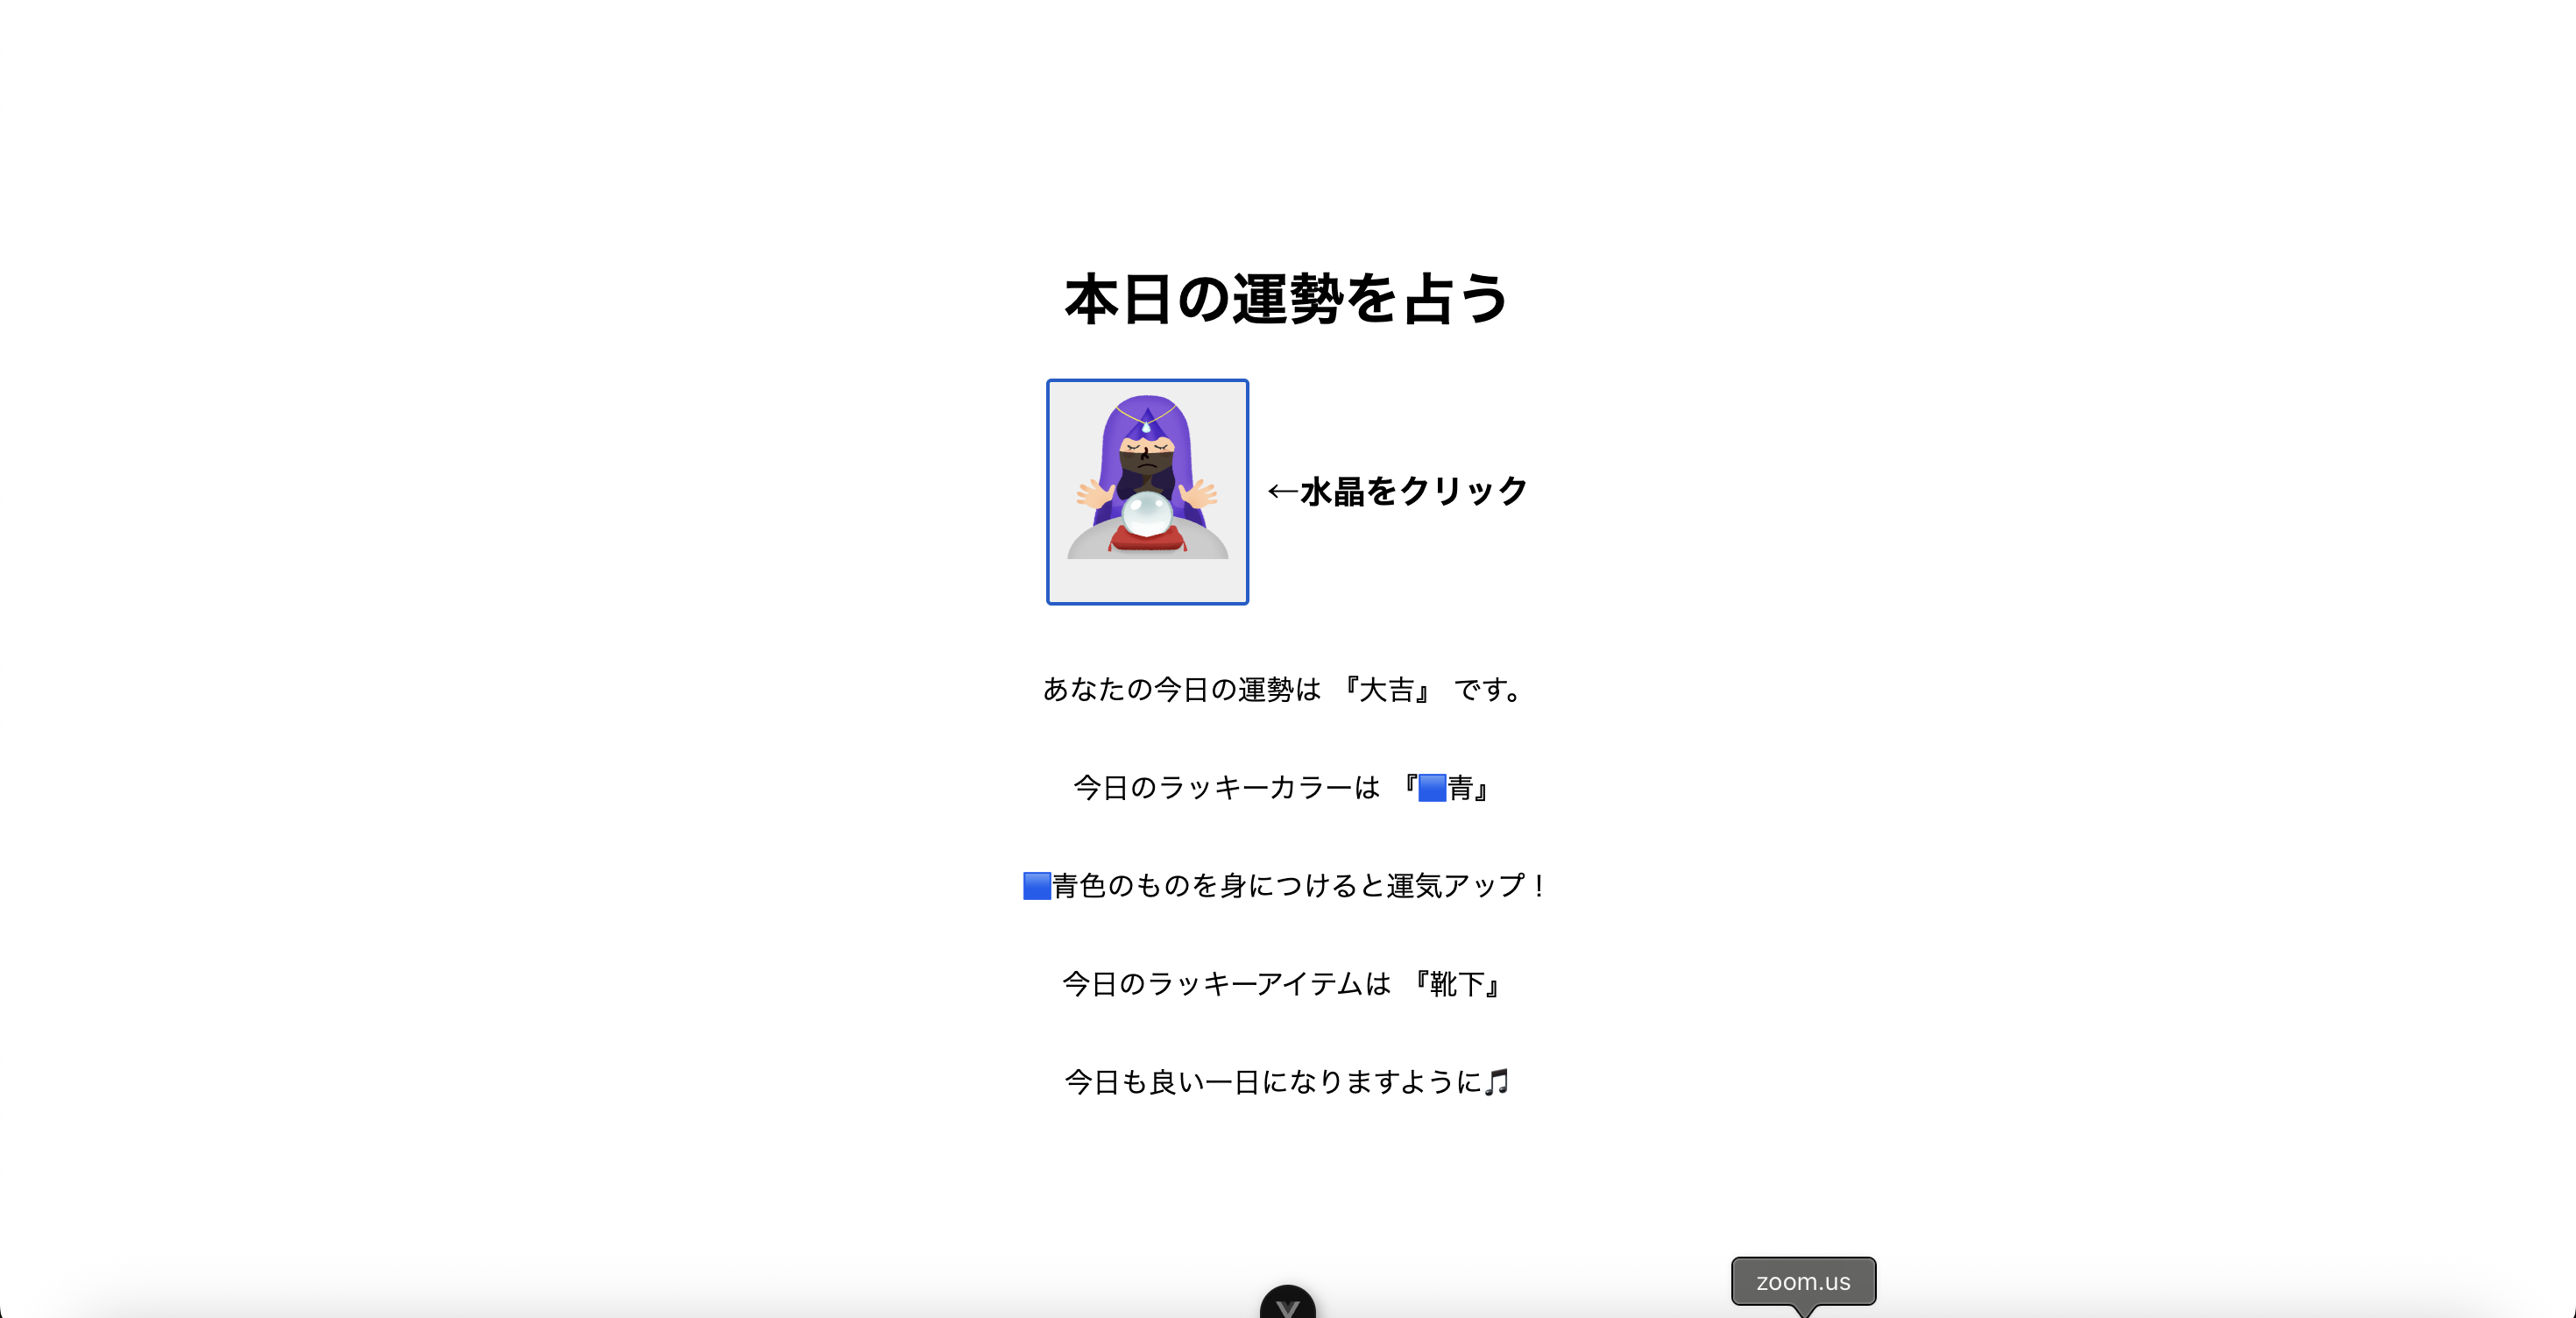 本日の運勢を占う
←水晶をクリック
あなたの今日の運勢は 『大吉』 です。
今日のラッキーカラーは 『🟦青』
🟦青色のものを身につけると運気アップ！
今日のラッキーアイテムは 『靴下』
今日も良い一日になりますように🎵
zoom.us